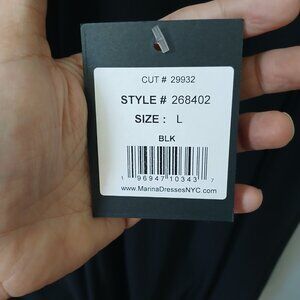 CUT # 29932
STYLE # 268402
SIZE : L
BLK
1 96947 10343 7
www.MarinaDressesNYC.com